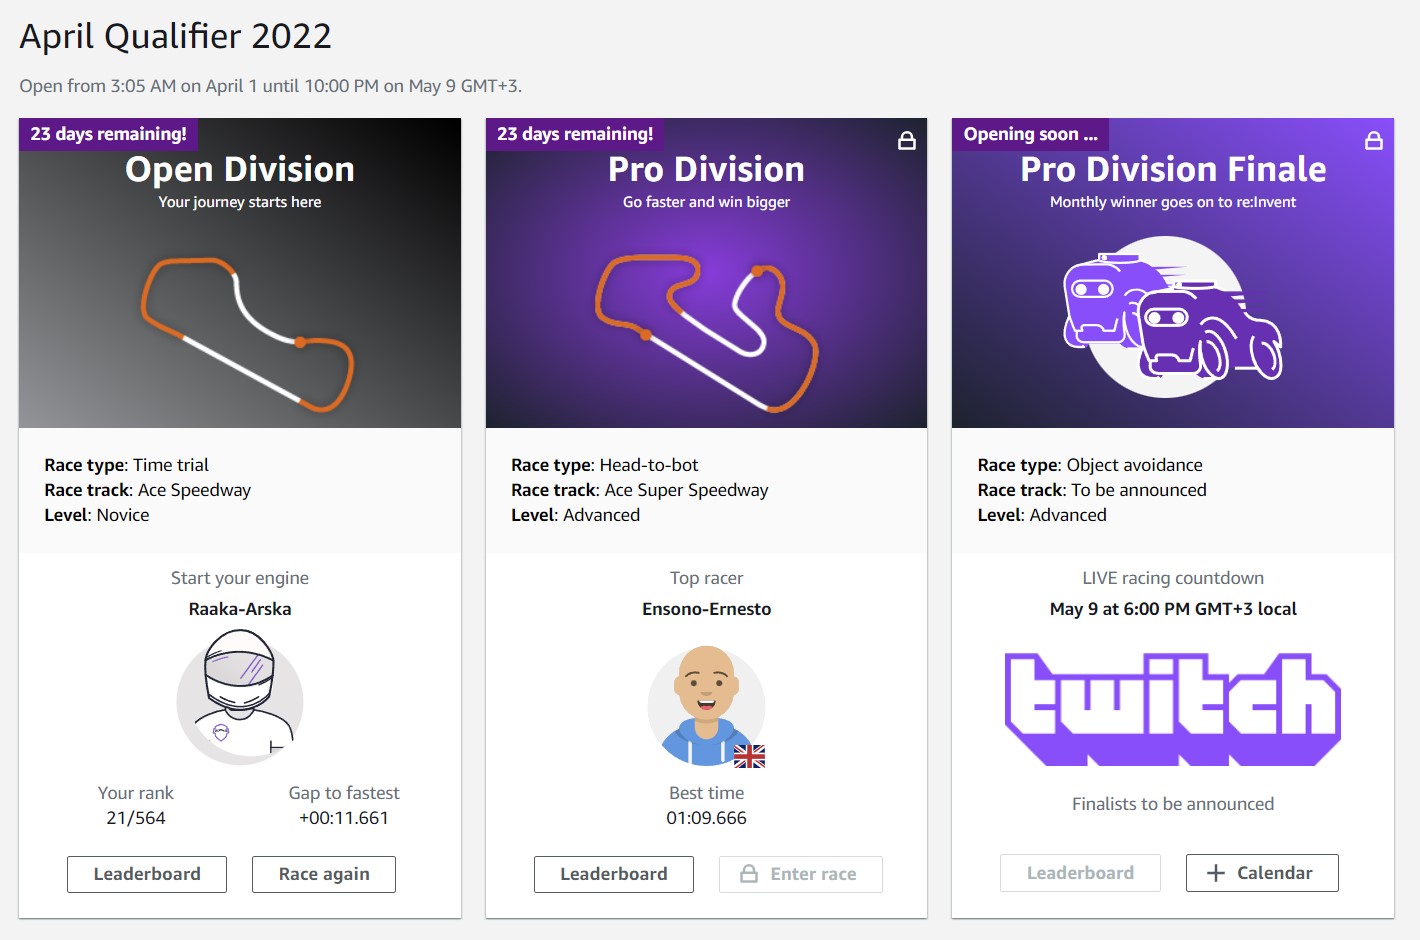 April Qualifier 2022
Open from 3:05 AM on April 1 until 10:00 PM on May 9 GMT+3.
23 days remaining!
Open Division
Your journey starts here
Race type: Time trial
Race track: Ace Speedway
Level: Novice
Start your engine
Raaka-Arska
Your rank
21/564
Gap to fastest
+00:11.661
Leaderboard
Race again
23 days remaining!
Pro Division
Go faster and win bigger
Race type: Head-to-bot
Race track: Ace Super Speedway
Level: Advanced
Top racer
Ensono-Ernesto
Best time
01:09.666
Leaderboard
Enter race
Opening soon ...
Pro Division Finale
Monthly winner goes on to re:Invent
Race type: Object avoidance
Race track: To be announced
Level: Advanced
LIVE racing countdown
May 9 at 6:00 PM GMT+3 local
twitch
Finalists to be announced
Leaderboard
+ Calendar